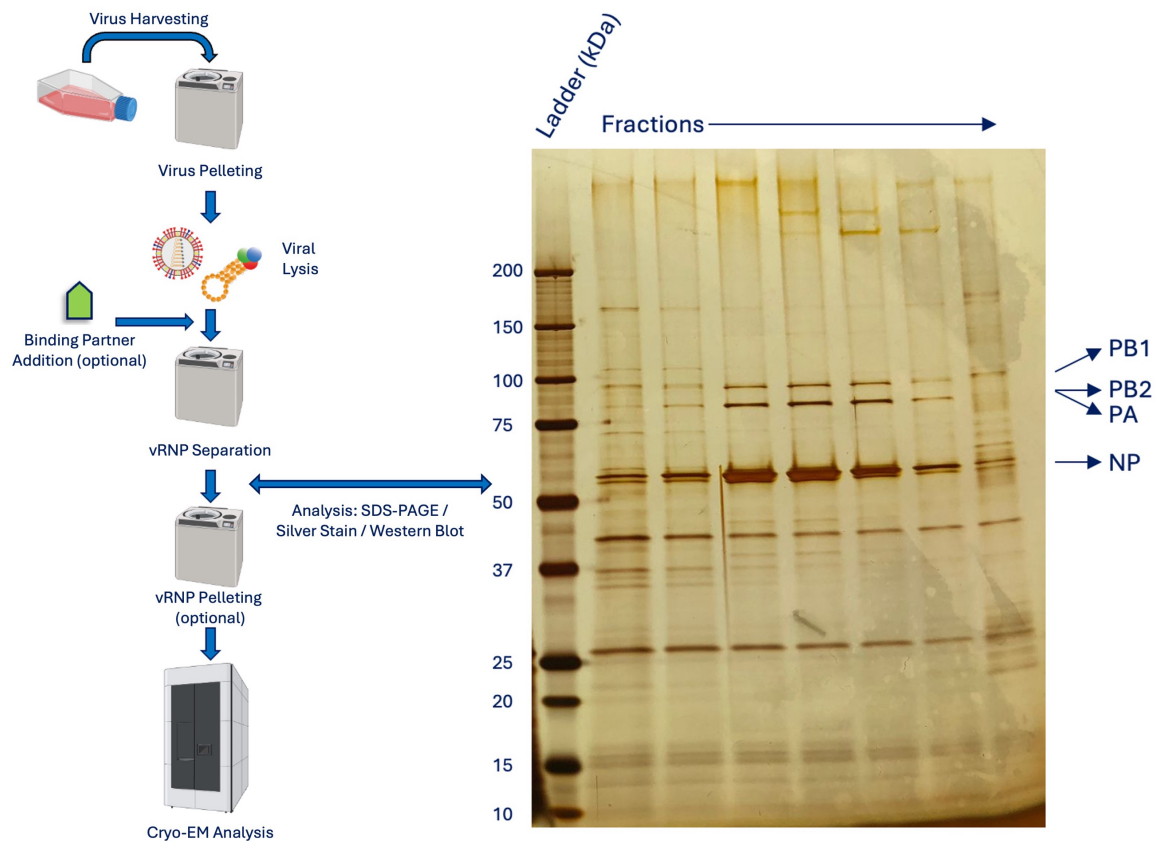 Virus Harvesting
Virus Pelleting
Viral
Lysis
Binding Partner
Addition (optional)
vRNP Separation
Analysis: SDS-PAGE /
Silver Stain / Western Blot
vRNP Pelleting
(optional)
Cryo-EM Analysis
Ladder (kDa)
Fractions
200
150
100
75
50
37
25
20
15
10
PB1
PB2
PA
NP